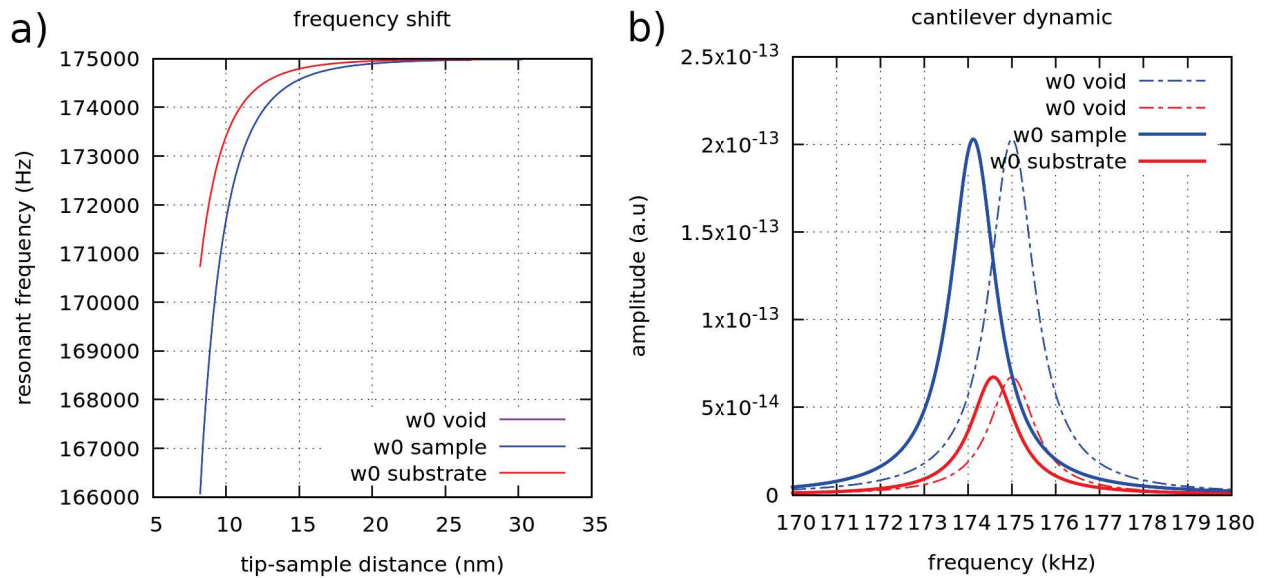 a)
frequency shift
resonant frequency (Hz)
175000
174000
173000
172000
171000
170000
169000
168000
167000
166000
w0 void
w0 sample
w0 substrate
5 10 15 20 25 30 35
tip-sample distance (nm)
b)
cantilever dynamic
amplitude (a.u)
2.5x10-13
2x10-13
1.5x10-13
1x10-13
5x10-14
0
w0 void
w0 void
w0 sample
w0 substrate
170 171 172 173 174 175 176 177 178 179 180
frequency (kHz)